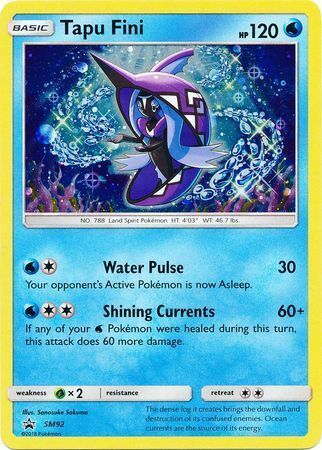 BASIC
Tapu Fini HP 120
NO. 788 Land Spirit Pokémon HT: 4'03" WT: 46.7 lbs.
Water Pulse 30
Your opponent's Active Pokémon is now Asleep.
Shining Currents 60+
If any of your Pokémon were healed during this turn,
this attack does 60 more damage.
weakness ×2 resistance retreat
Illus. Sanosuke Sakuma
SM92
©2018 Pokémon
The dense fog it creates brings the downfall and
destruction of its confused enemies. Ocean
currents are the source of its energy.